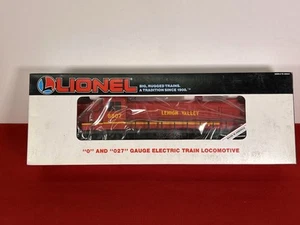 LIONEL
BIG, RUGGED TRAINS.
A TRADITION SINCE 1900.
LEHIGH VALLEY
"O" AND "O27" GAUGE ELECTRIC TRAIN LOCOMOTIVE